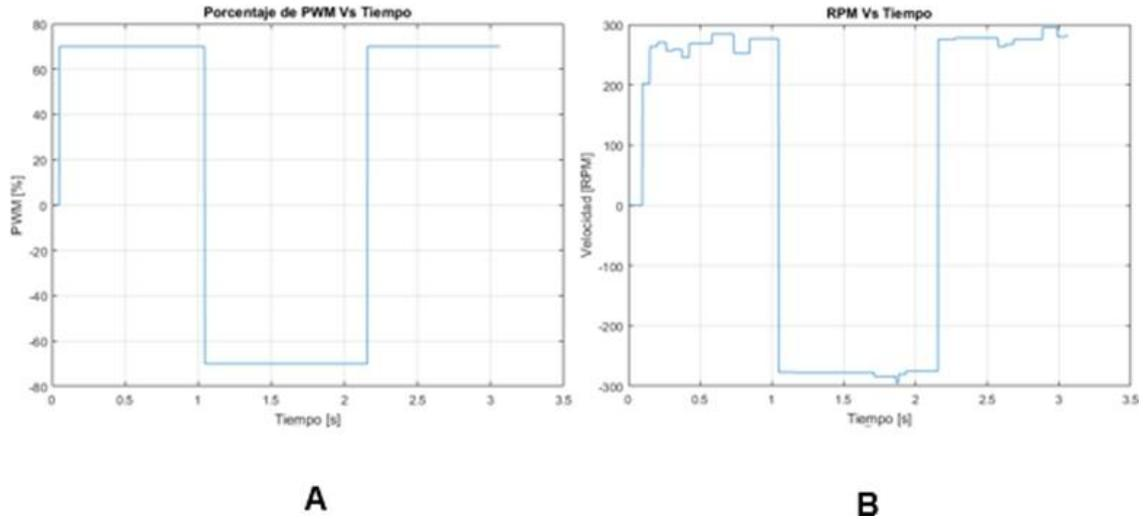 Porcentaje de PWM Vs Tiempo
80
60
40
20
0
-20
-40
-60
-80
PWM [%]
0 0.5 1 1.5 2 2.5 3 3.5
Tiempo [s]
A
RPM Vs Tiempo
300
200
100
0
-100
-200
-300
Velocidad [RPM]
0 0.5 1 1.5 2 2.5 3 3.5
Tiempo [s]
B